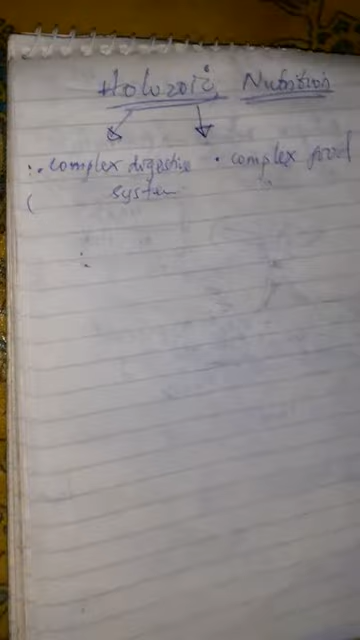 Holozoic Nutrition
:. complex digestive • complex food
( system
: